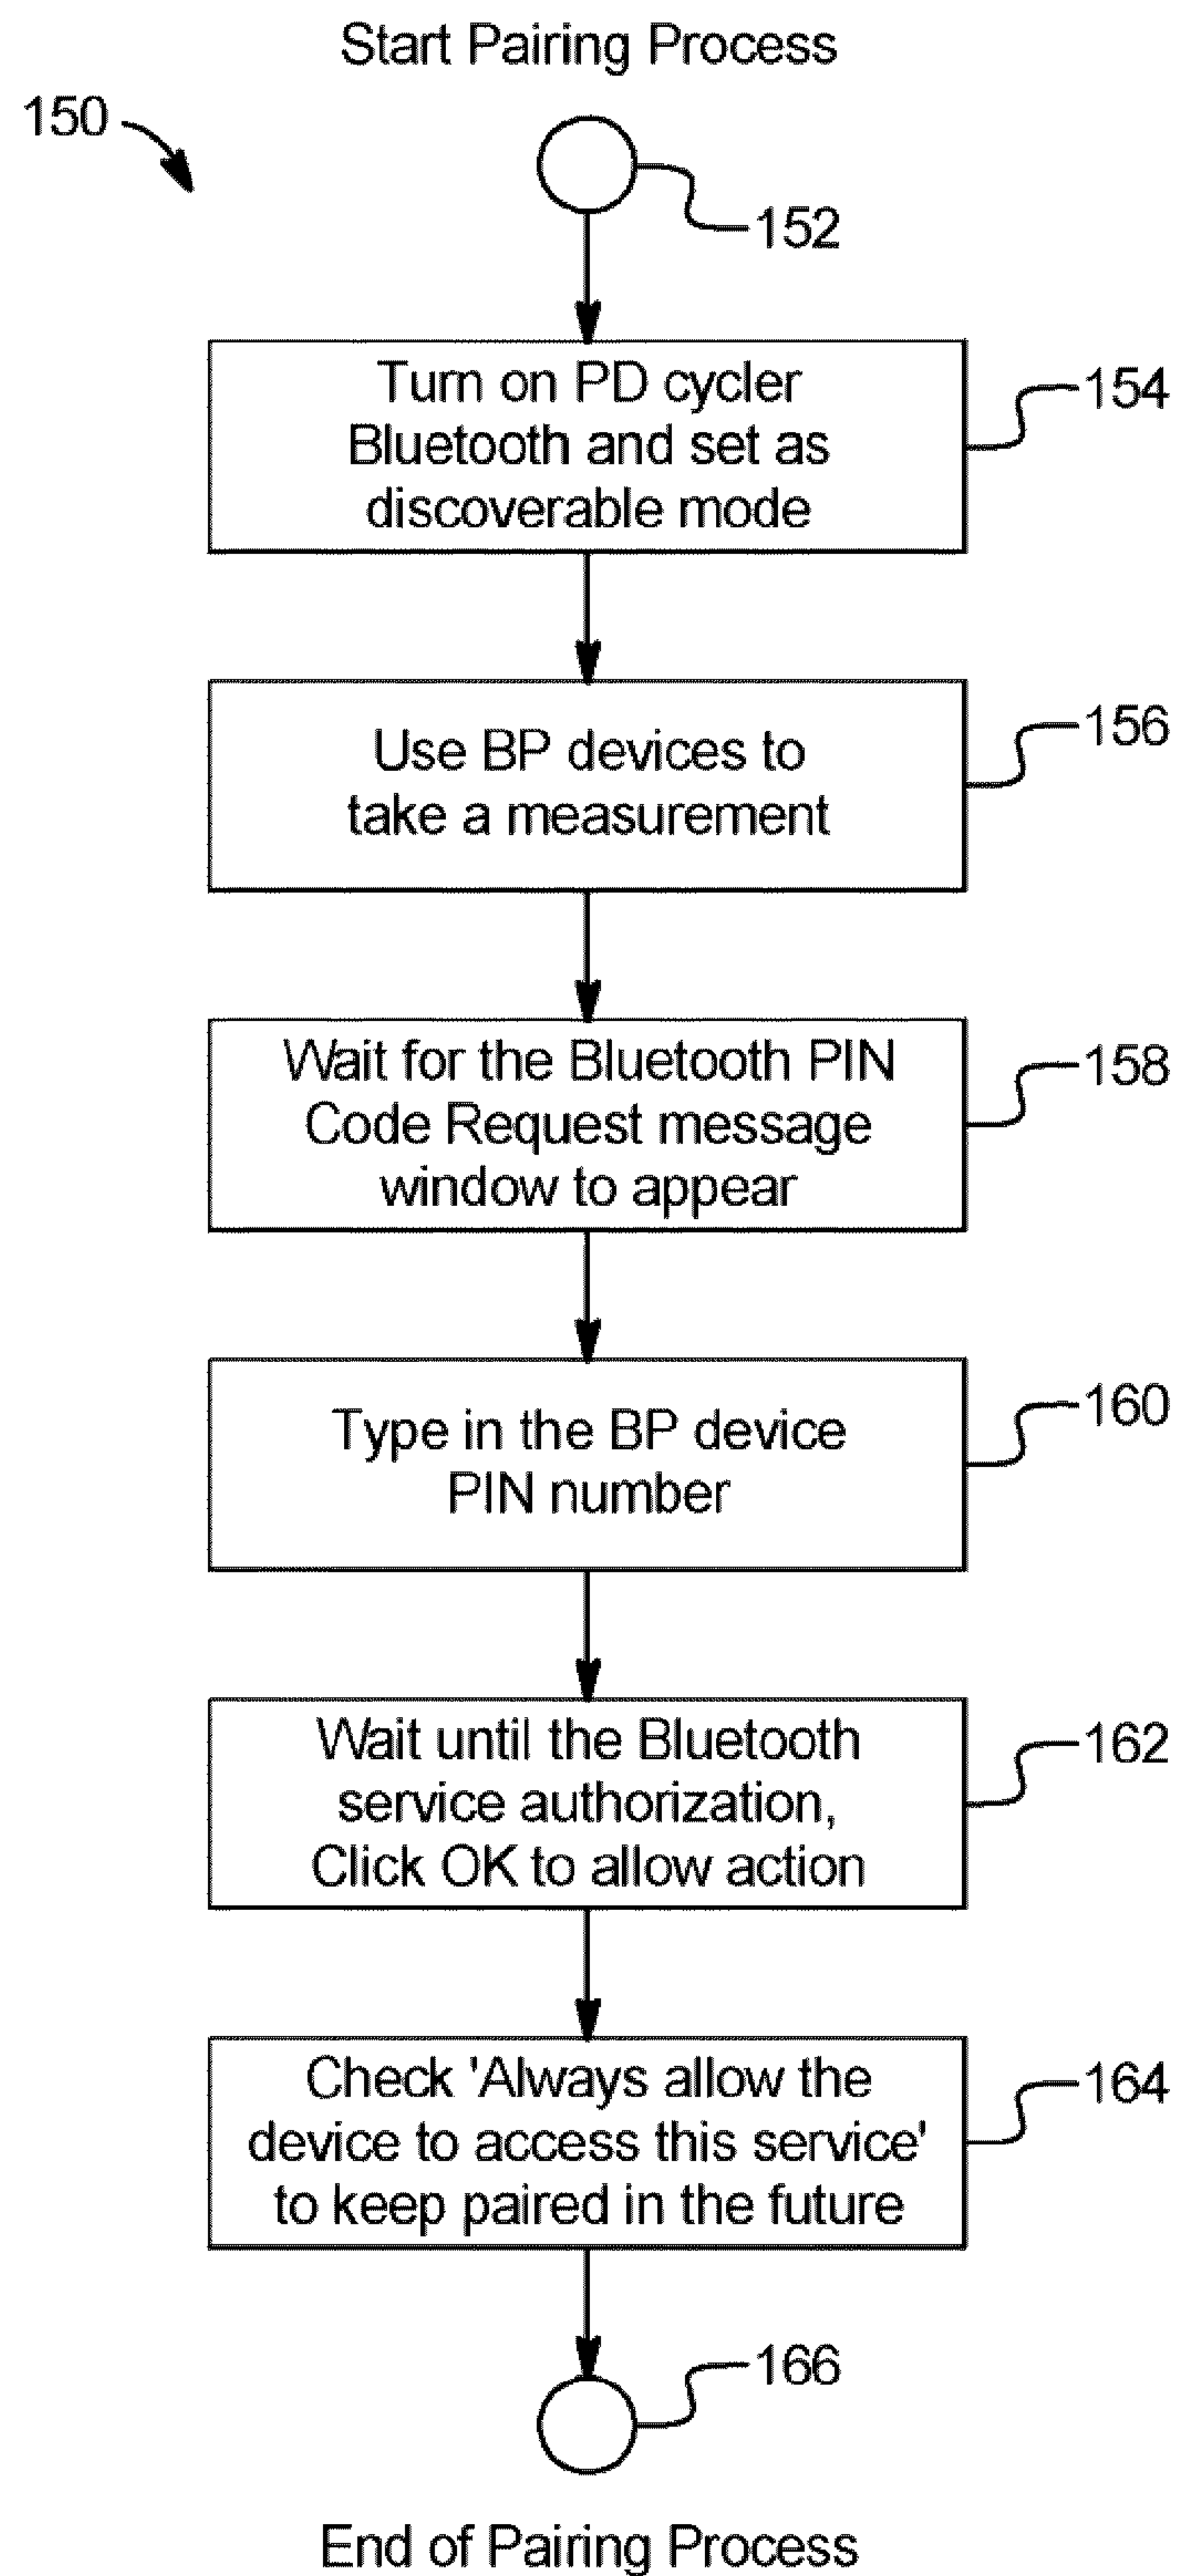 Start Pairing Process
150
152
Turn on PD cycler
Bluetooth and set as
discoverable mode
154
Use BP devices to
take a measurement
156
Wait for the Bluetooth PIN
Code Request message
window to appear
158
Type in the BP device
PIN number
160
Wait until the Bluetooth
service authorization,
Click OK to allow action
162
Check 'Always allow the
device to access this service'
to keep paired in the future
164
166
End of Pairing Process